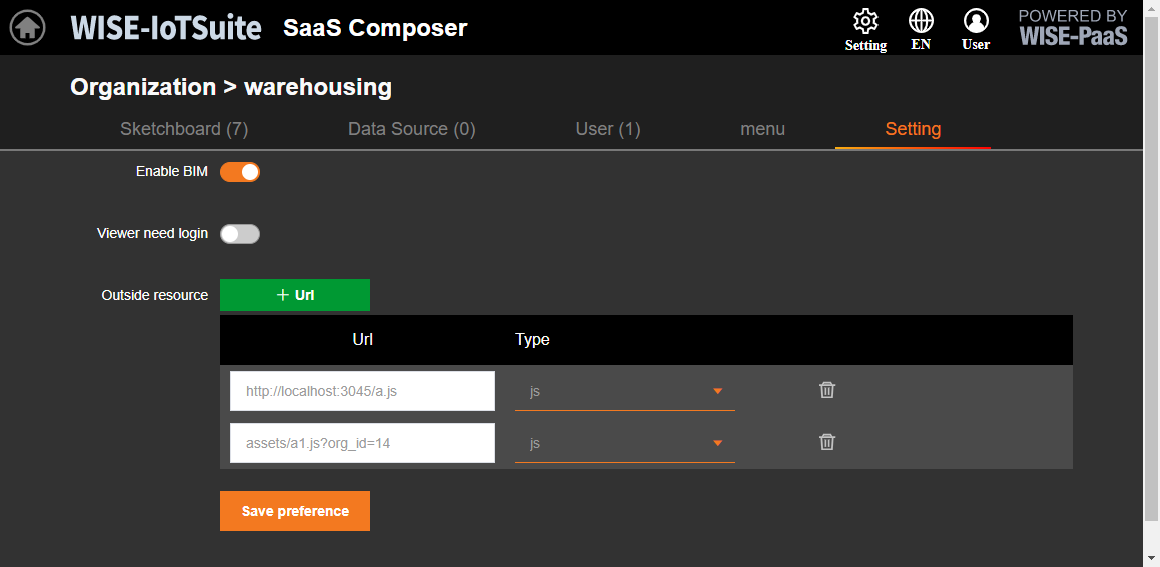 WISE-IoTSuite SaaS Composer
Setting EN User
POWERED BY
WISE-PaaS
Organization > warehousing
Sketchboard (7) Data Source (0) User (1) menu Setting
Enable BIM
Viewer need login
Outside resource + Url
Url Type
http://localhost:3045/a.js js
assets/a1.js?org_id=14 js
Save preference